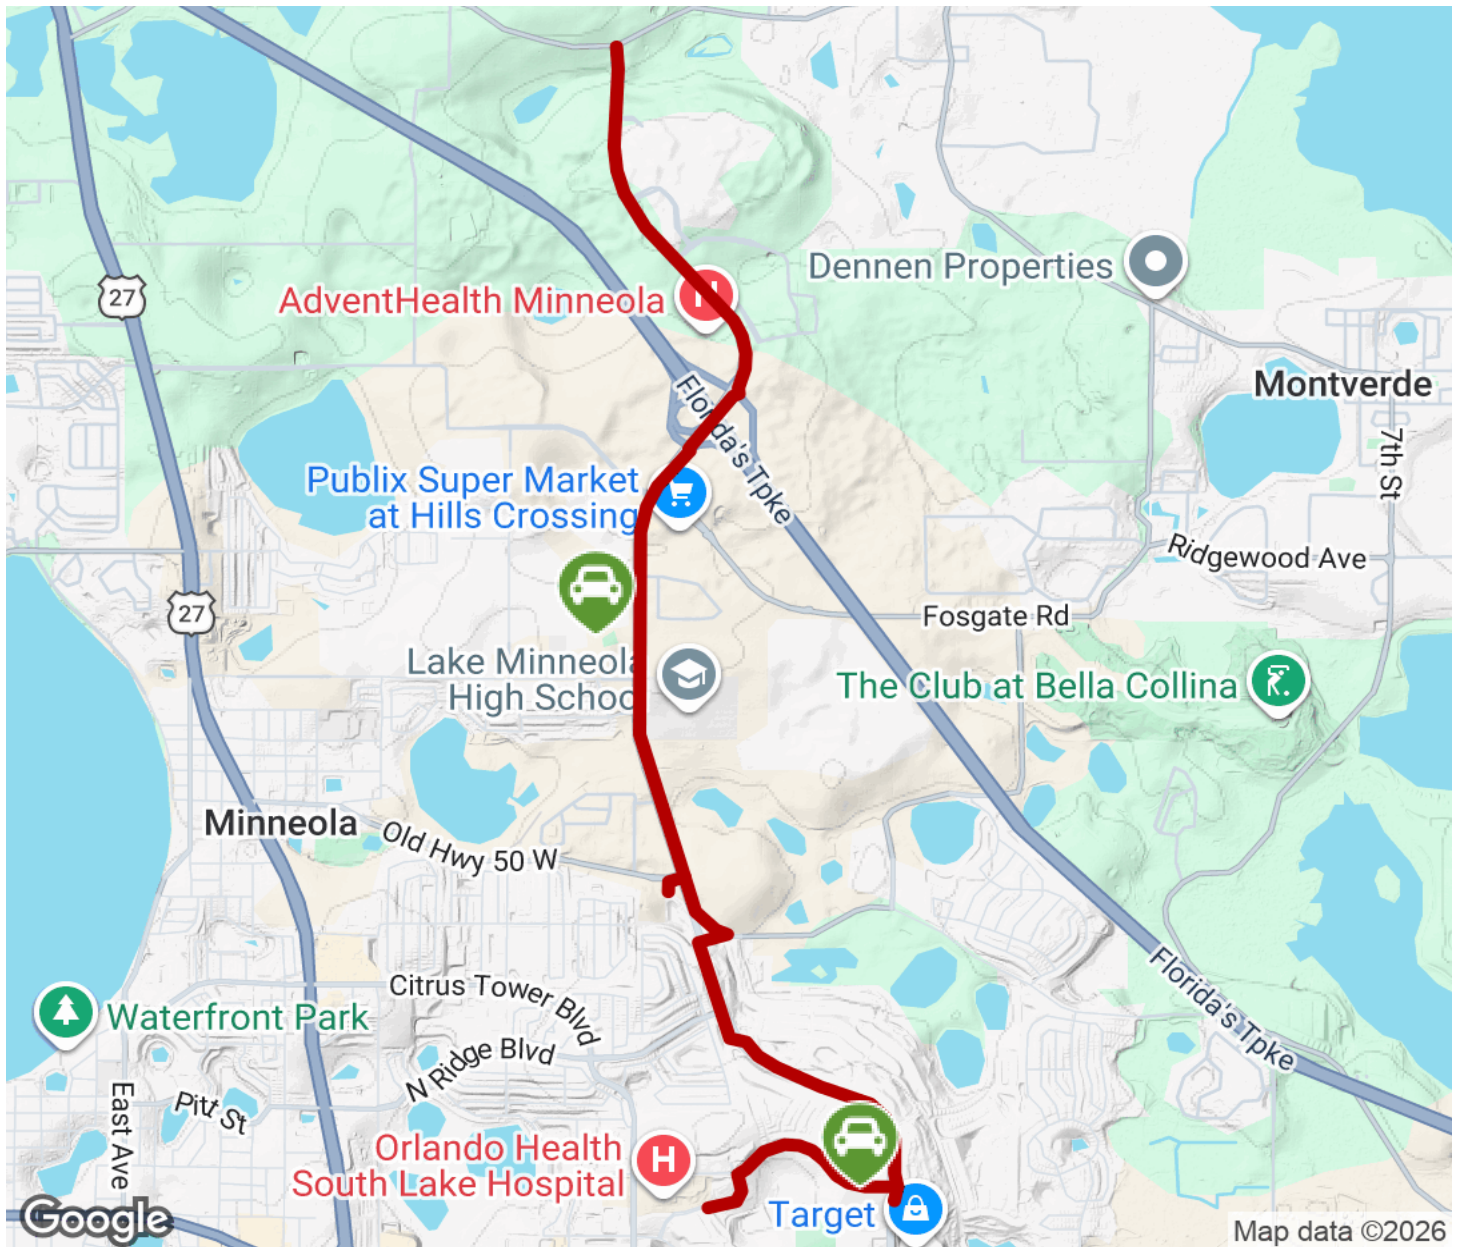 27
AdventHealth Minneola
H
Dennen Properties
Montverde
Florida's Tpke
7th St
Publix Super Market
at Hills Crossing
Ridgewood Ave
27
Fosgate Rd
Lake Minneola
High School
The Club at Bella Collina
Minneola
Old Hwy 50 W
Citrus Tower Blvd
Waterfront Park
Florida's Tpke
N Ridge Blvd
East Ave
Pitt St
Orlando Health
South Lake Hospital
H
Target
Google
Map data ©2026